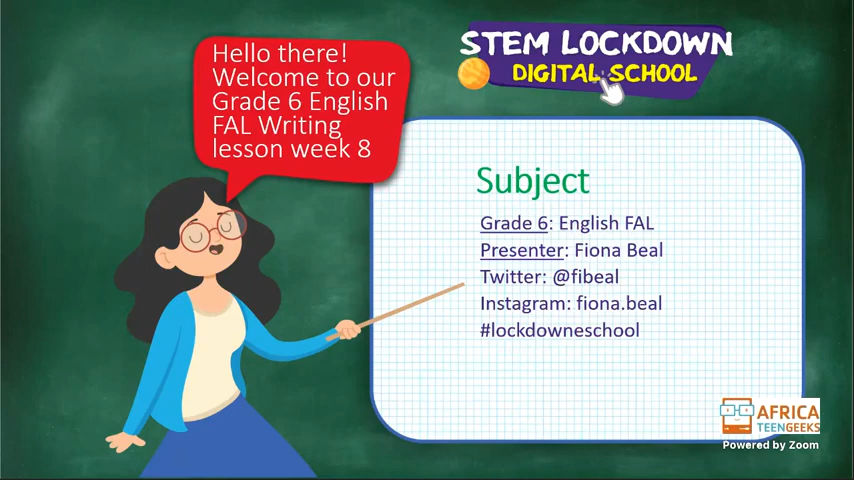 Hello there!
Welcome to our
Grade 6 English
FAL Writing
lesson week 8
STEM LOCKDOWN
DIGITAL SCHOOL
Subject
Grade 6: English FAL
Presenter: Fiona Beal
Twitter: @fibeal
Instagram: fiona.beal
#lockdowneschool
AFRICA
TEENGEEKS
Powered by Zoom